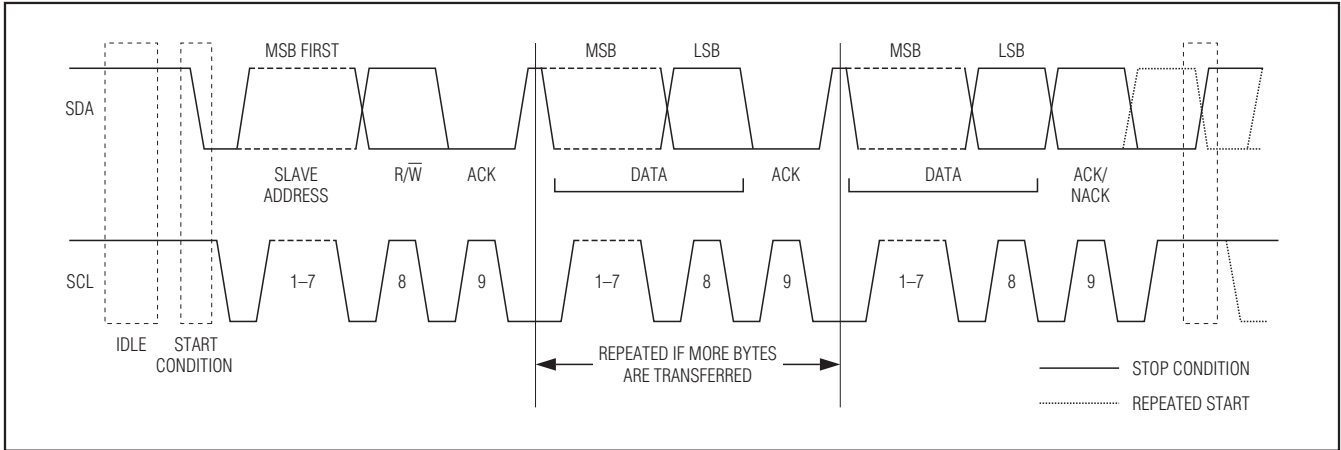 MSB FIRST
MSB
LSB
MSB
LSB
SDA
SLAVE
ADDRESS
R/W̅
ACK
DATA
ACK
DATA
ACK/
NACK
SCL
1–7
8
9
1–7
8
9
1–7
8
9
IDLE
START
CONDITION
REPEATED IF MORE BYTES
ARE TRANSFERRED
STOP CONDITION
REPEATED START